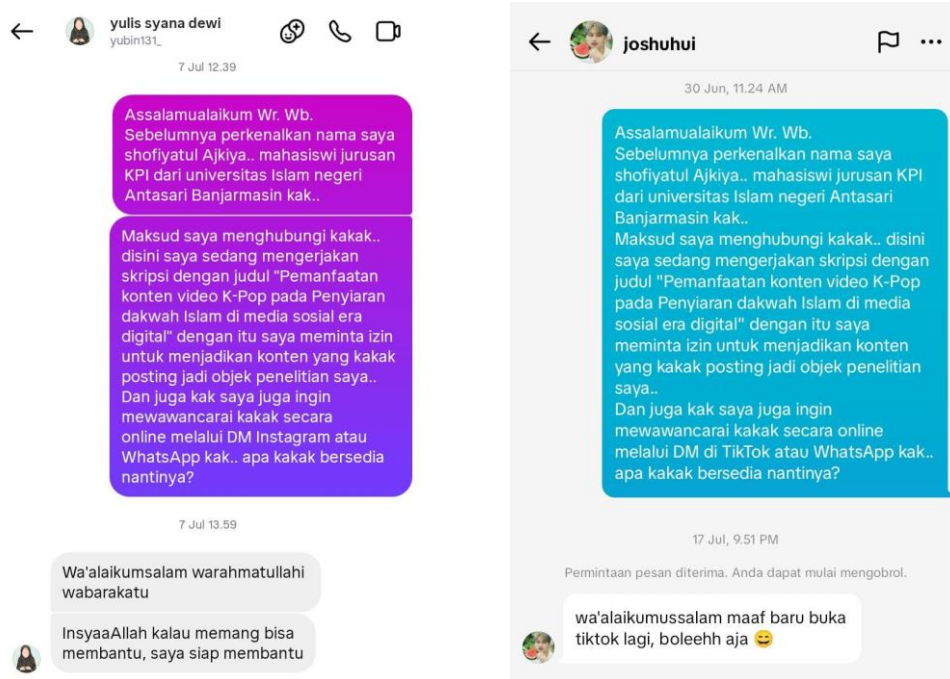 yulis syana dewi
yubin131_
7 Jul 12.39
Assalamualaikum Wr. Wb.
Sebelumnya perkenalkan nama saya
shofiyatul Ajkiya.. mahasiswi jurusan
KPI dari universitas Islam negeri
Antasari Banjarmasin kak..
Maksud saya menghubungi kakak..
disini saya sedang mengerjakan
skripsi dengan judul "Pemanfaatan
konten video K-Pop pada Penyiaran
dakwah Islam di media sosial era
digital" dengan itu saya meminta izin
untuk menjadikan konten yang kakak
posting jadi objek penelitian saya..
Dan juga kak saya juga ingin
mewawancarai kakak secara
online melalui DM Instagram atau
WhatsApp kak.. apa kakak bersedia
nantinya?
7 Jul 13.59
Wa'alaikumsalam warahmatullahi
wabarakatu
InsyaaAllah kalau memang bisa
membantu, saya siap membantu
joshuhui
30 Jun, 11.24 AM
Assalamualaikum Wr. Wb.
Sebelumnya perkenalkan nama saya
shofiyatul Ajkiya.. mahasiswi jurusan KPI
dari universitas Islam negeri Antasari
Banjarmasin kak..
Maksud saya menghubungi kakak.. disini
saya sedang mengerjakan skripsi dengan
judul "Pemanfaatan konten video K-Pop
pada Penyiaran dakwah Islam di media
sosial era digital" dengan itu saya
meminta izin untuk menjadikan konten
yang kakak posting jadi objek penelitian
saya..
Dan juga kak saya juga ingin
mewawancarai kakak secara online
melalui DM di TikTok atau WhatsApp kak..
apa kakak bersedia nantinya?
17 Jul, 9.51 PM
Permintaan pesan diterima. Anda dapat mulai mengobrol.
wa'alaikumussalam maaf baru buka
tiktok lagi, boleehh aja 😄